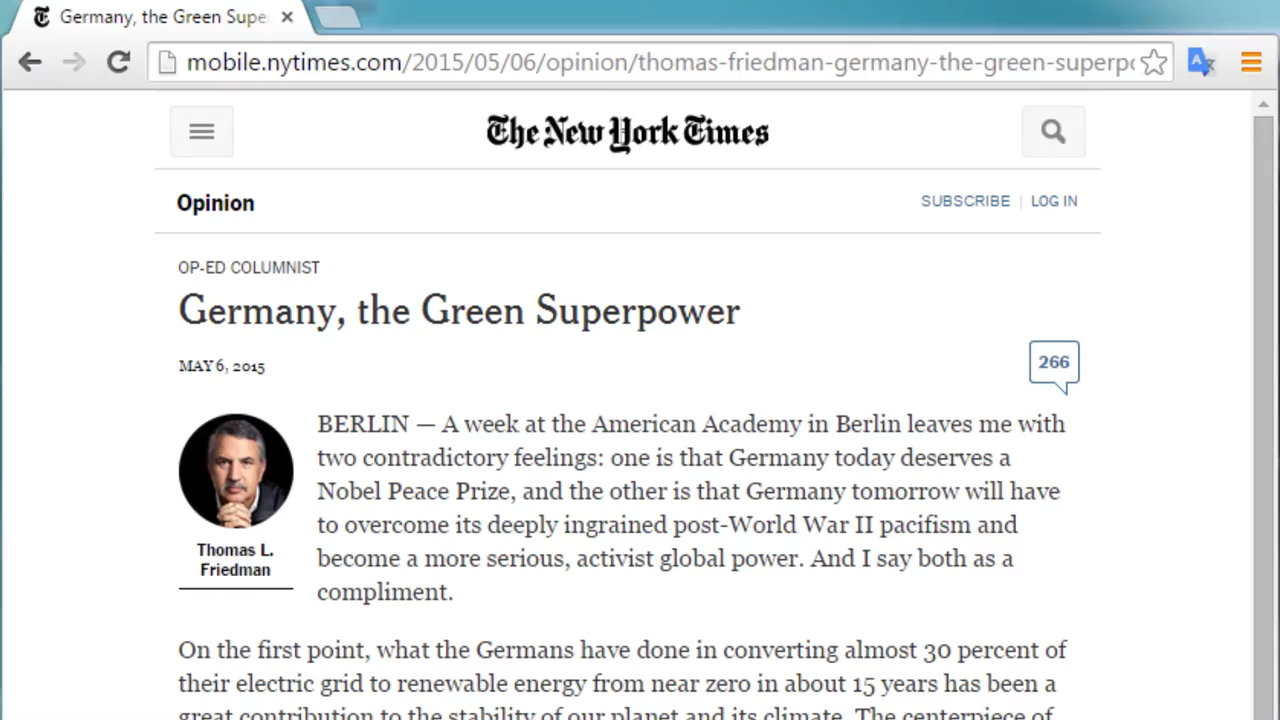 Germany, the Green Supe
mobile.nytimes.com/2015/05/06/opinion/thomas-friedman-germany-the-green-superpo
The New York Times
Opinion
SUBSCRIBE | LOG IN
OP-ED COLUMNIST
Germany, the Green Superpower
MAY 6, 2015
266
Thomas L.
Friedman
BERLIN — A week at the American Academy in Berlin leaves me with
two contradictory feelings: one is that Germany today deserves a
Nobel Peace Prize, and the other is that Germany tomorrow will have
to overcome its deeply ingrained post-World War II pacifism and
become a more serious, activist global power. And I say both as a
compliment.
On the first point, what the Germans have done in converting almost 30 percent of
their electric grid to renewable energy from near zero in about 15 years has been a
great contribution to the stability of our planet and its climate. The centerpiece of